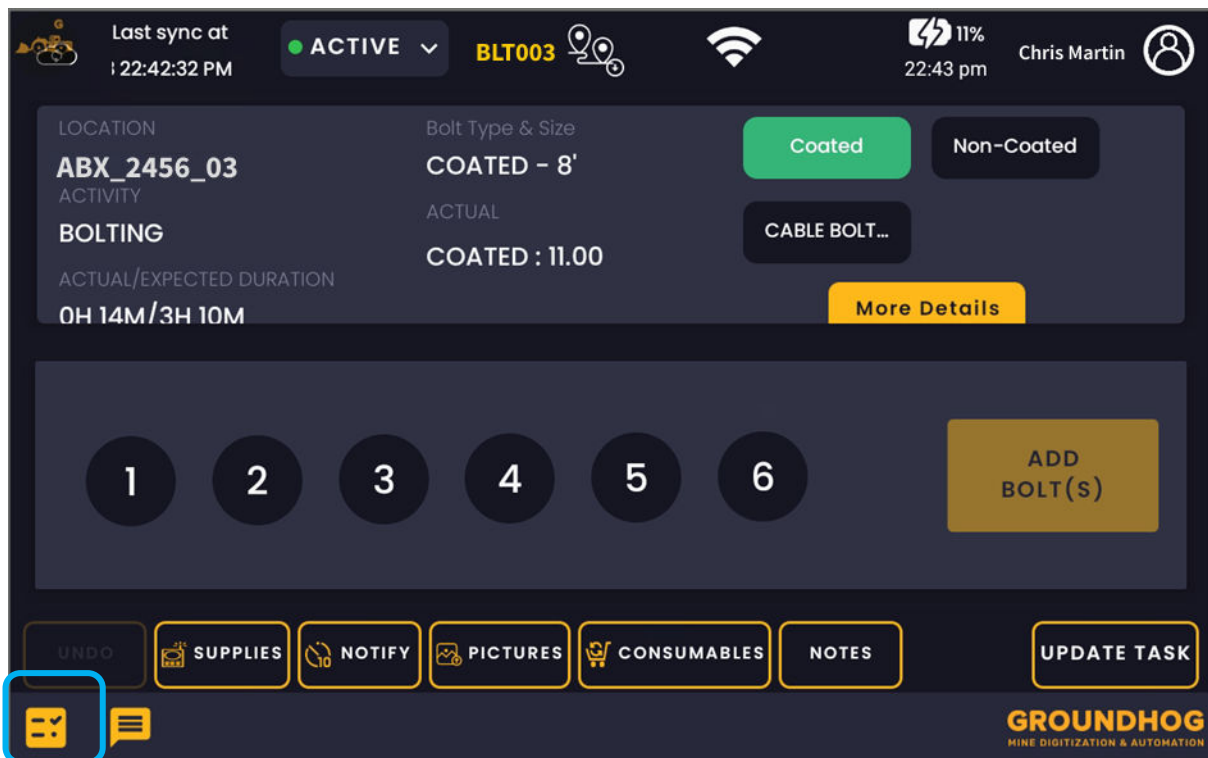 G
Last sync at
22:42:32 PM
ACTIVE
BLT003
11%
22:43 pm
Chris Martin
LOCATION
ABX_2456_03
ACTIVITY
BOLTING
ACTUAL/EXPECTED DURATION
0H 14M/3H 10M
Bolt Type & Size
COATED - 8'
ACTUAL
COATED : 11.00
Coated
Non-Coated
CABLE BOLT...
More Details
1 2 3 4 5 6
ADD
BOLT(S)
UNDO
SUPPLIES
10
NOTIFY
PICTURES
CONSUMABLES
NOTES
UPDATE TASK
GROUNDHOG
MINE DIGITIZATION & AUTOMATION